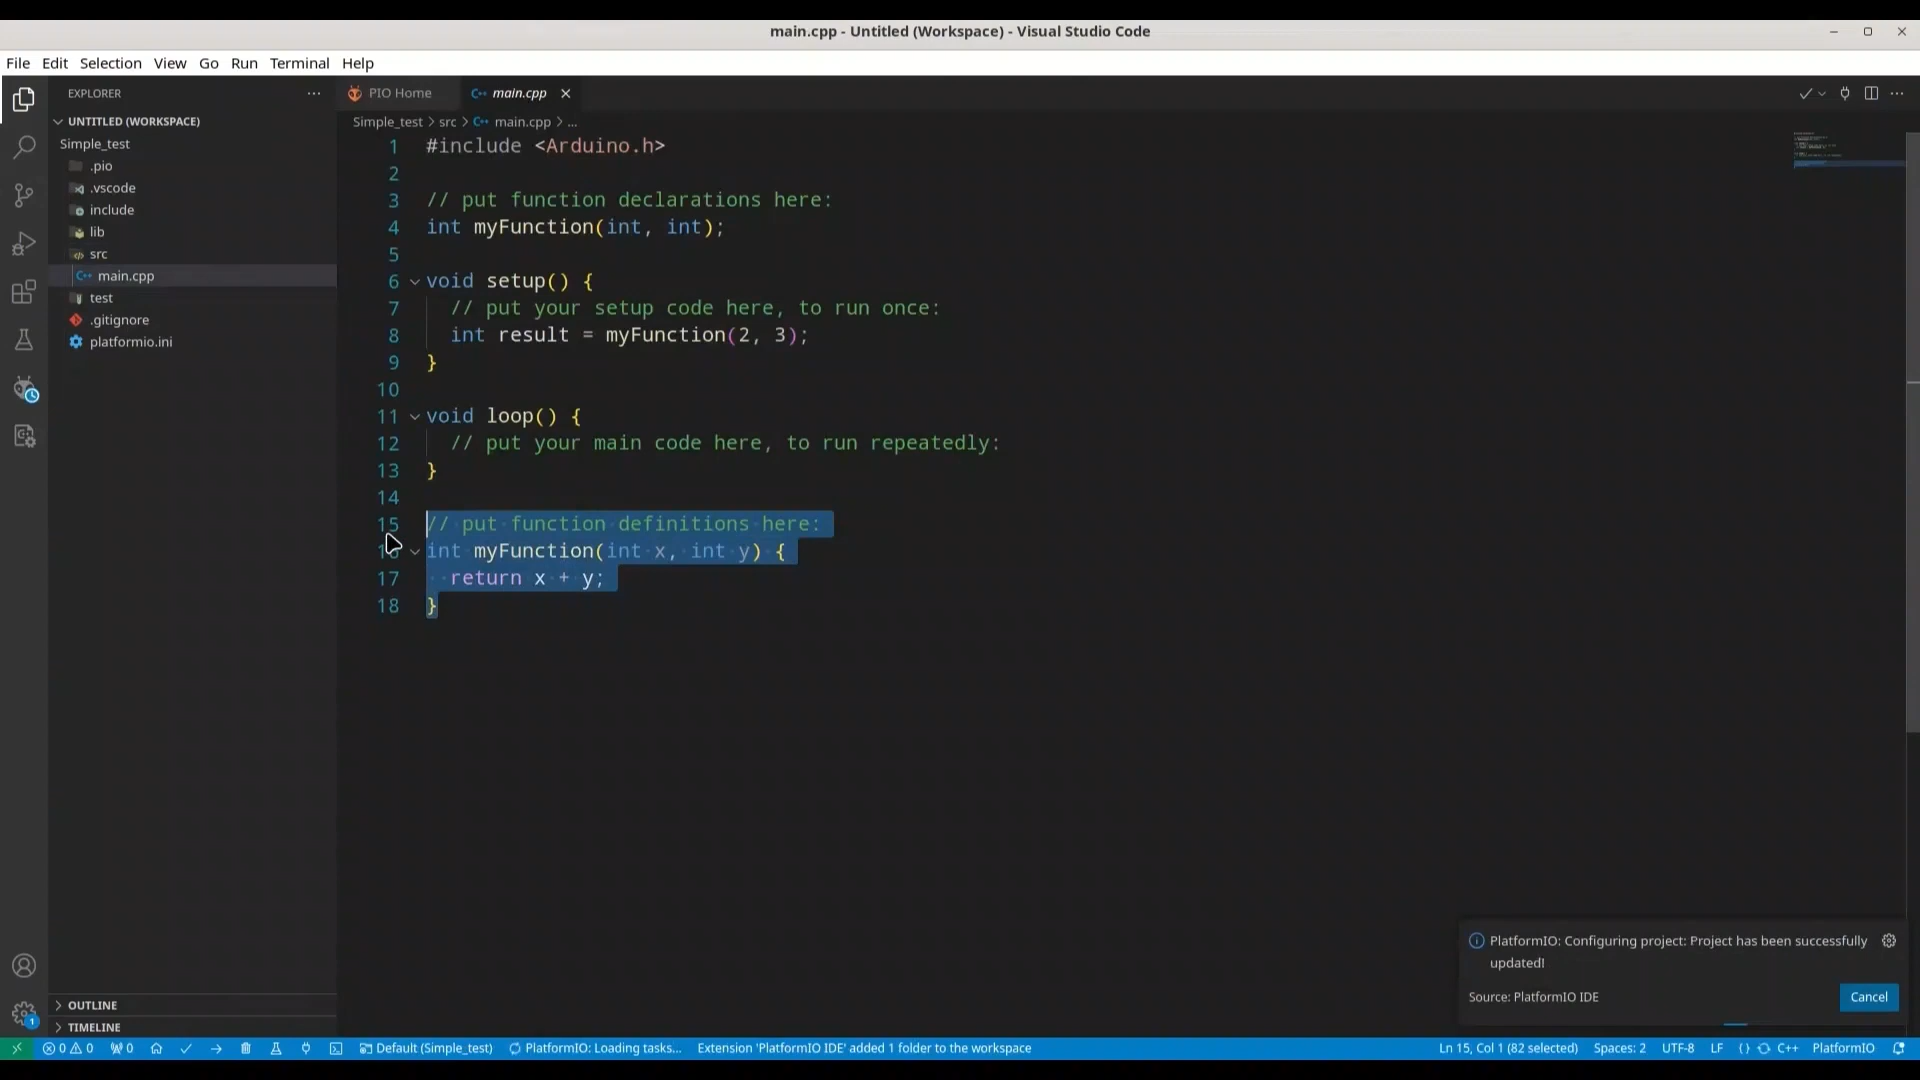 main.cpp - Untitled (Workspace) - Visual Studio Code
File Edit Selection View Go Run Terminal Help
EXPLORER
UNTITLED (WORKSPACE)
Simple_test
.pio
.vscode
include
lib
src
main.cpp
test
.gitignore
platformio.ini
OUTLINE
TIMELINE
PIO Home main.cpp
Simple_test > src > main.cpp > ...
1 #include <Arduino.h>
2
3 // put function declarations here:
4 int myFunction(int, int);
5
6 void setup() {
7 // put your setup code here, to run once:
8 int result = myFunction(2, 3);
9 }
10
11 void loop() {
12 // put your main code here, to run repeatedly:
13 }
14
15 // put function definitions here:
16 int myFunction(int x, int y) {
17 return x + y;
18 }
PlatformIO: Configuring project: Project has been successfully
updated!
Source: PlatformIO IDE
Cancel
1
0 0 0 Default (Simple_test) PlatformIO: Loading tasks... Extension 'PlatformIO IDE' added 1 folder to the workspace Ln 15, Col 1 (82 selected) Spaces: 2 UTF-8 LF {} C++ PlatformIO